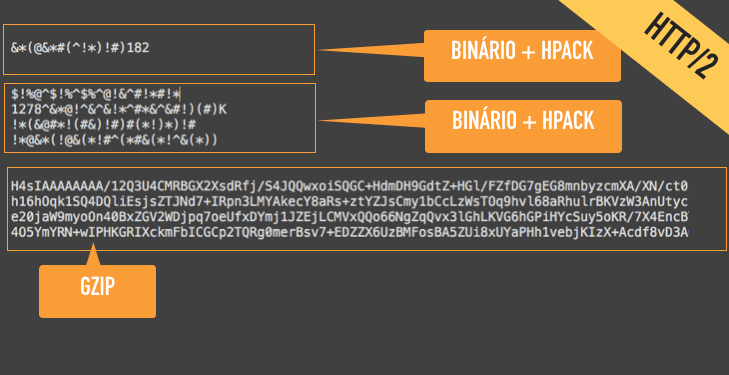 HTTP/2
&*(@&*#(^!*)!#)182
BINÁRIO + HPACK
$!%@^$!%^$%^@!&^#!*#!*
1278^&*@!^&^&!*^#*&^&#!)(#)K
!*(&@#*!(#&)!#)#(*!)*)!#
!*@&*(!@&(*!#^(*#&(*!^&(*))
BINÁRIO + HPACK
H4sIAAAAAAAA/12Q3U4CMRBGX2XsdRfj/S4JQQwxoiSQGC+HdmDH9GdtZ+HGl/FZfDG7gEG8mnbyzcmXA/XN/ct0
h16hOqk1SQ4DQliEsjsZTJNd7+IRpn3LMYAkecY8aRs+ztYZJsCmy1bCcLzWsTOq9hvl68aRhulrBKVzW3AnUtyc
e20jaW9myoOn40BxZGV2WDjpq7oeUfxDYmj1JZEjLCMVxQQo66NgZqQvx3lGhLKVG6hGPiHYcSuy5oKR/7X4EncB
4O5YmYRN+wIPHKGRIXckmFbICGCp2TQRg0merBsv7+EDZZX6UzBMFosBA5ZUi8xUYaPHh1vebjKIzX+Acdf8vD3A
GZIP